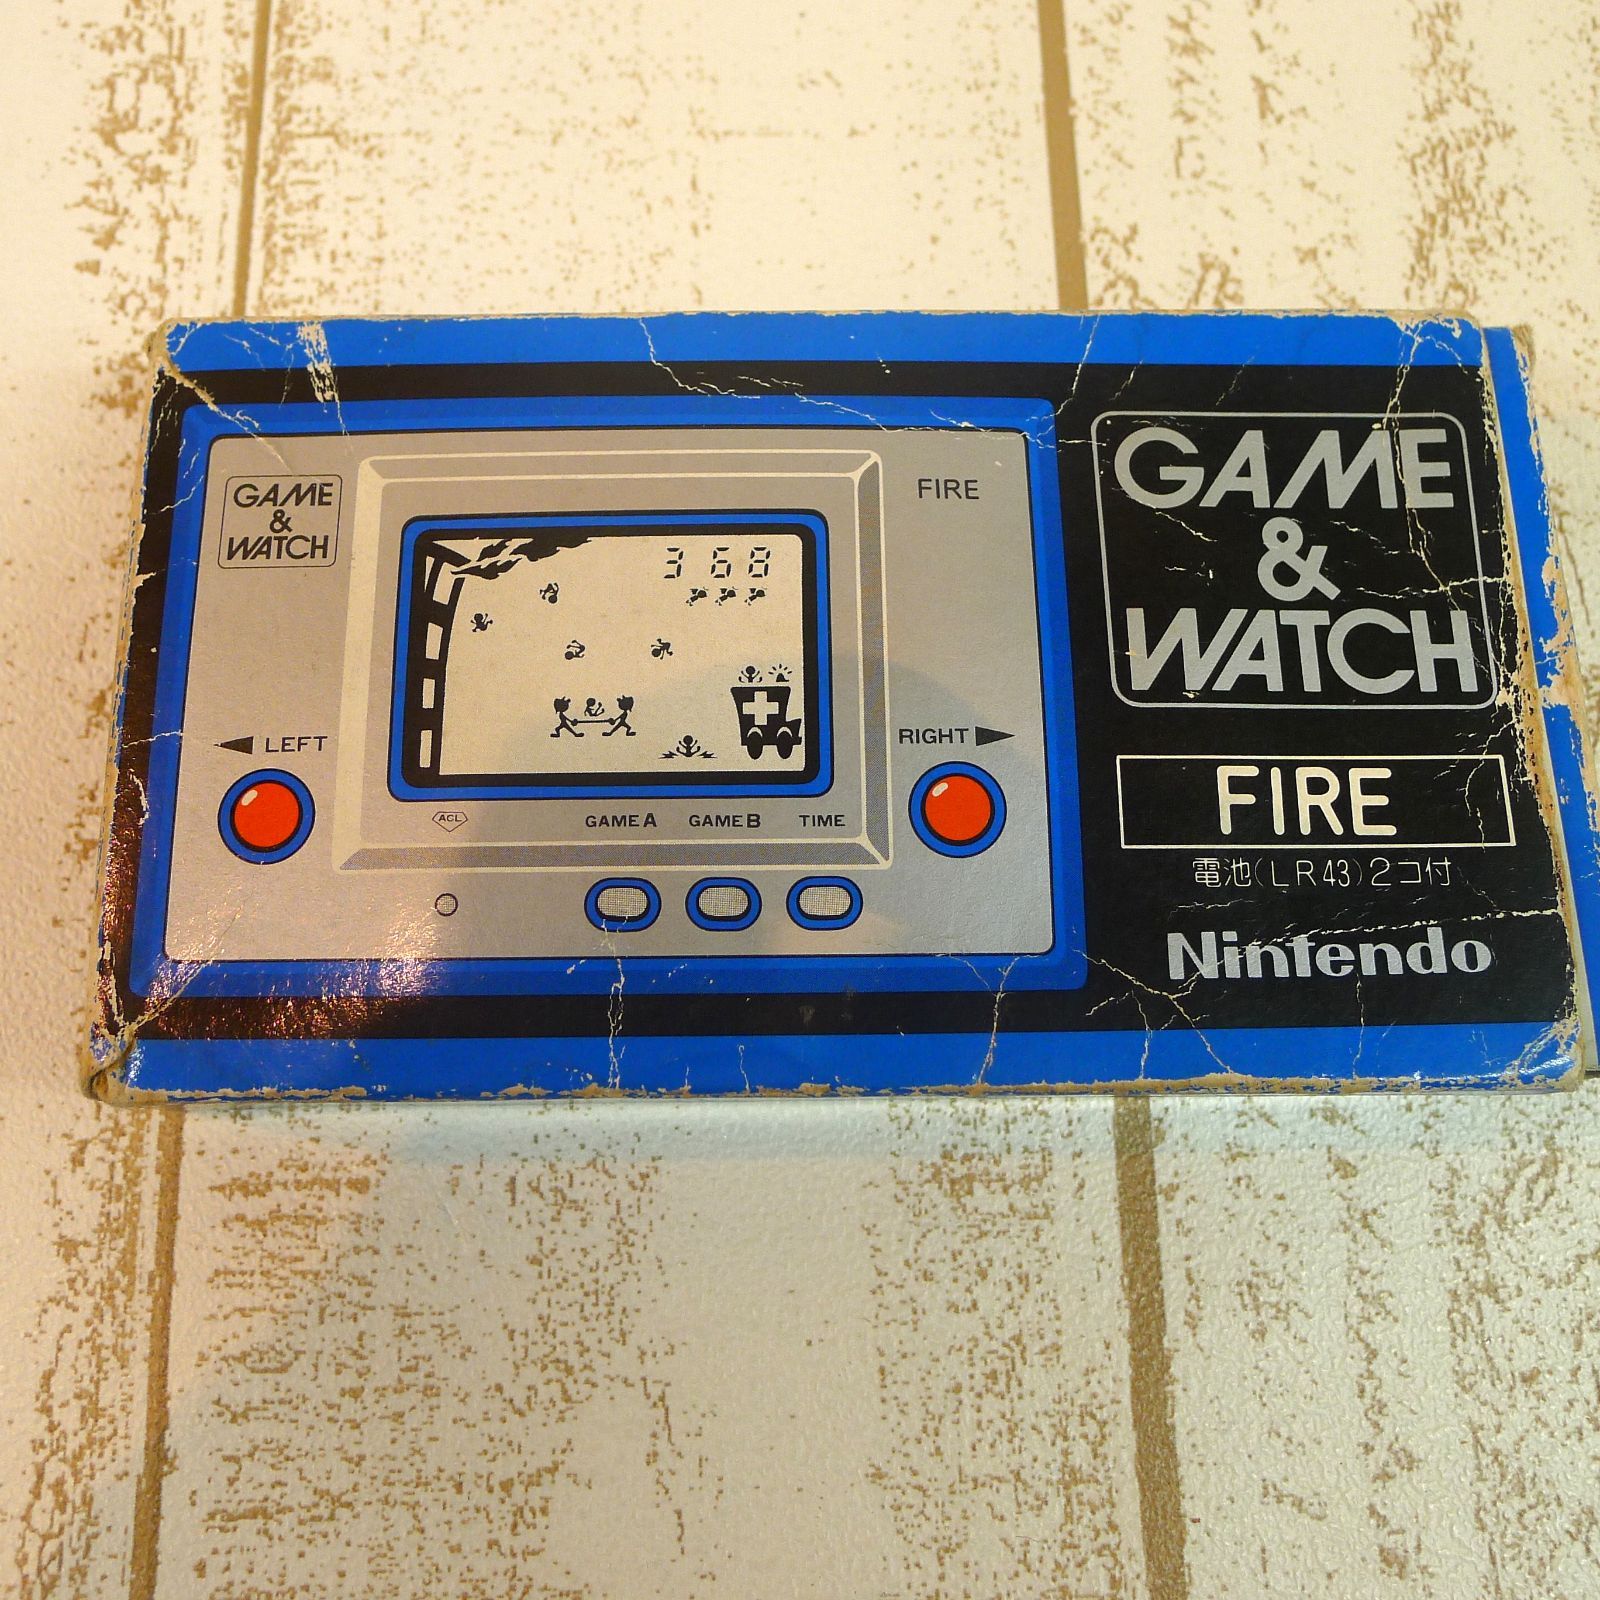 GAME
&
WATCH
FIRE
368
LEFT
RIGHT
ACL
GAME A
GAME B
TIME
GAME
&
WATCH
FIRE
電池(LR43)2コ付
Nintendo